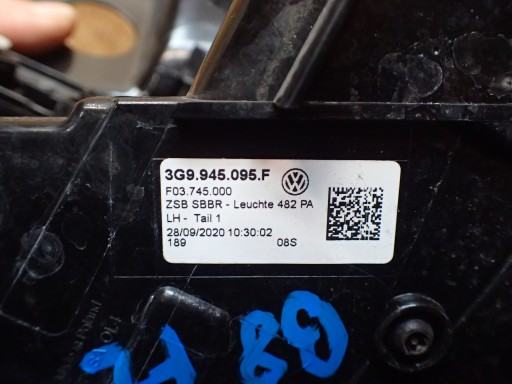 3G9.945.095.F
F03.745.000
ZSB SBBR - Leuchte 482 PA
LH - Tail 1
28/09/2020 10:30:02
189 08S